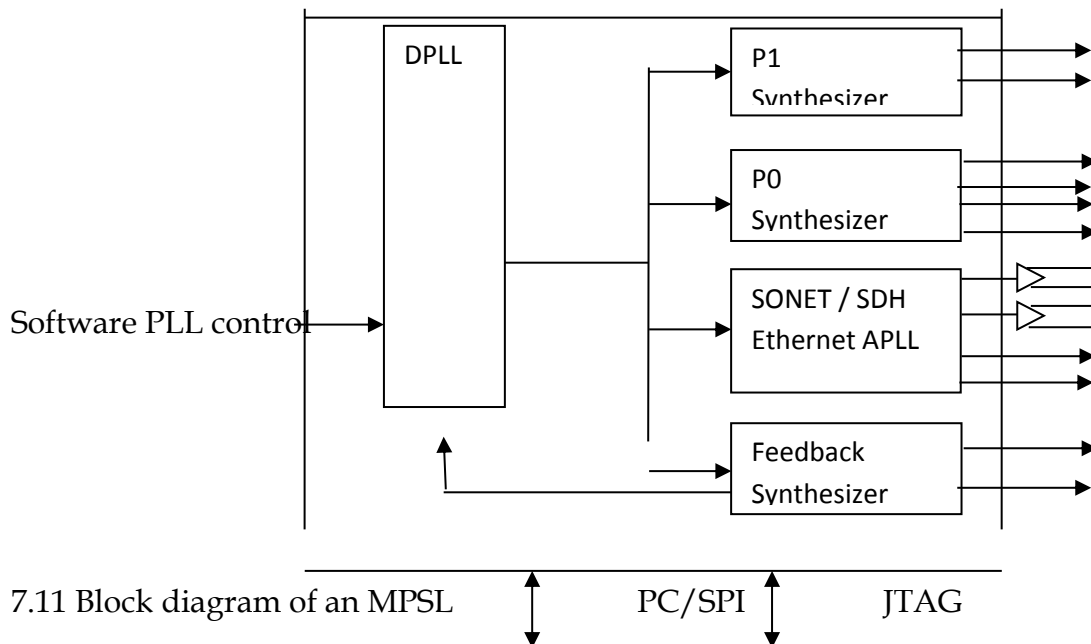 DPLL
P1
Synthesizer
P0
Synthesizer
SONET / SDH
Ethernet APLL
Software PLL control
Feedback
Synthesizer
7.11 Block diagram of an MPSL PC/SPI JTAG